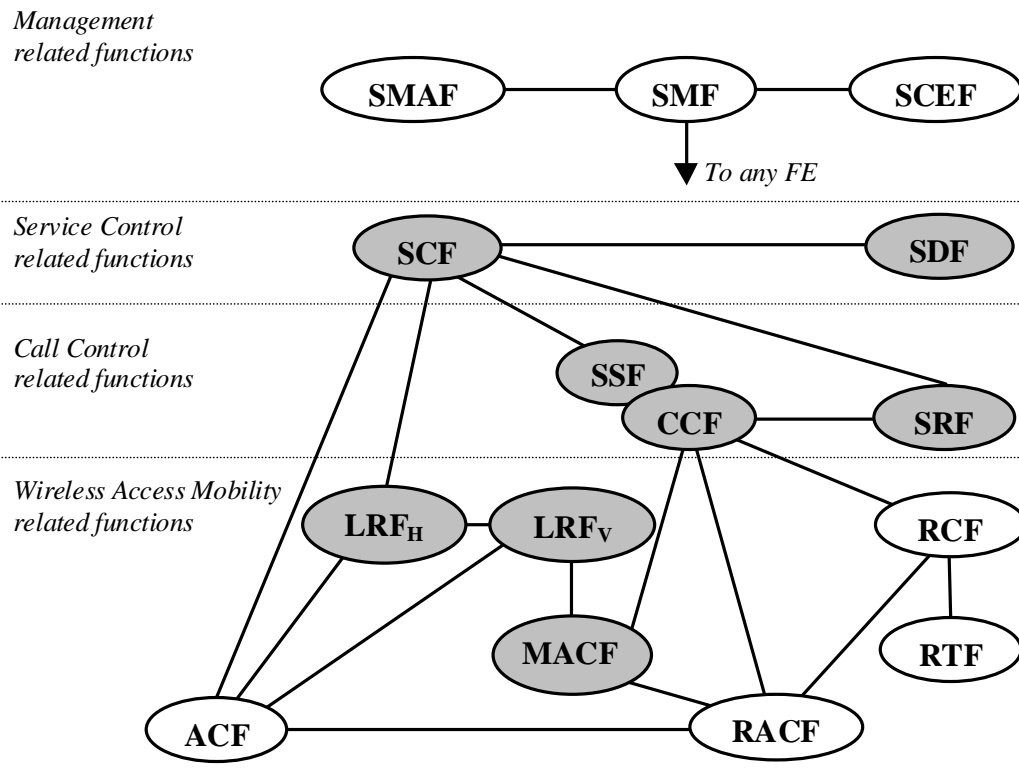 Management
related functions
SMAF
SMF
SCEF
To any FE
Service Control
related functions
SCF
SDF
Call Control
related functions
SSF
CCF
SRF
Wireless Access Mobility
related functions
LRFH
LRFV
RCF
MACF
RTF
ACF
RACF